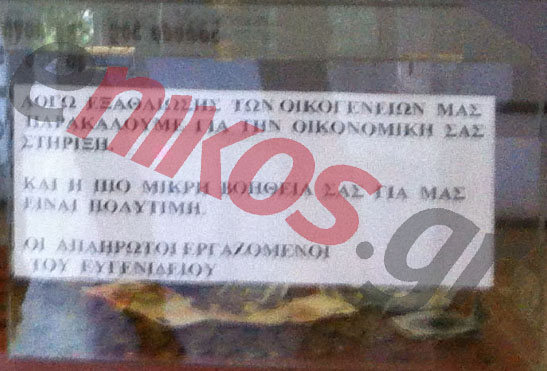 ΛΟΓΩ ΕΞΑΘΛΙΩΣΗΣ ΤΩΝ ΟΙΚΟΓΕΝΕΙΩΝ ΜΑΣ
ΠΑΡΑΚΑΛΟΥΜΕ ΓΙΑ ΤΗΝ ΟΙΚΟΝΟΜΙΚΗ ΣΑΣ
ΣΤΗΡΙΞΗ.
ΚΑΙ Η ΠΙΟ ΜΙΚΡΗ ΒΟΗΘΕΙΑ ΣΑΣ ΓΙΑ ΜΑΣ
ΕΙΝΑΙ ΠΟΛΥΤΙΜΗ.
ΟΙ ΑΠΛΗΡΩΤΟΙ ΕΡΓΑΖΟΜΕΝΟΙ
ΤΟΥ ΕΥΓΕΝΙΔΕΙΟΥ
enikos.gr